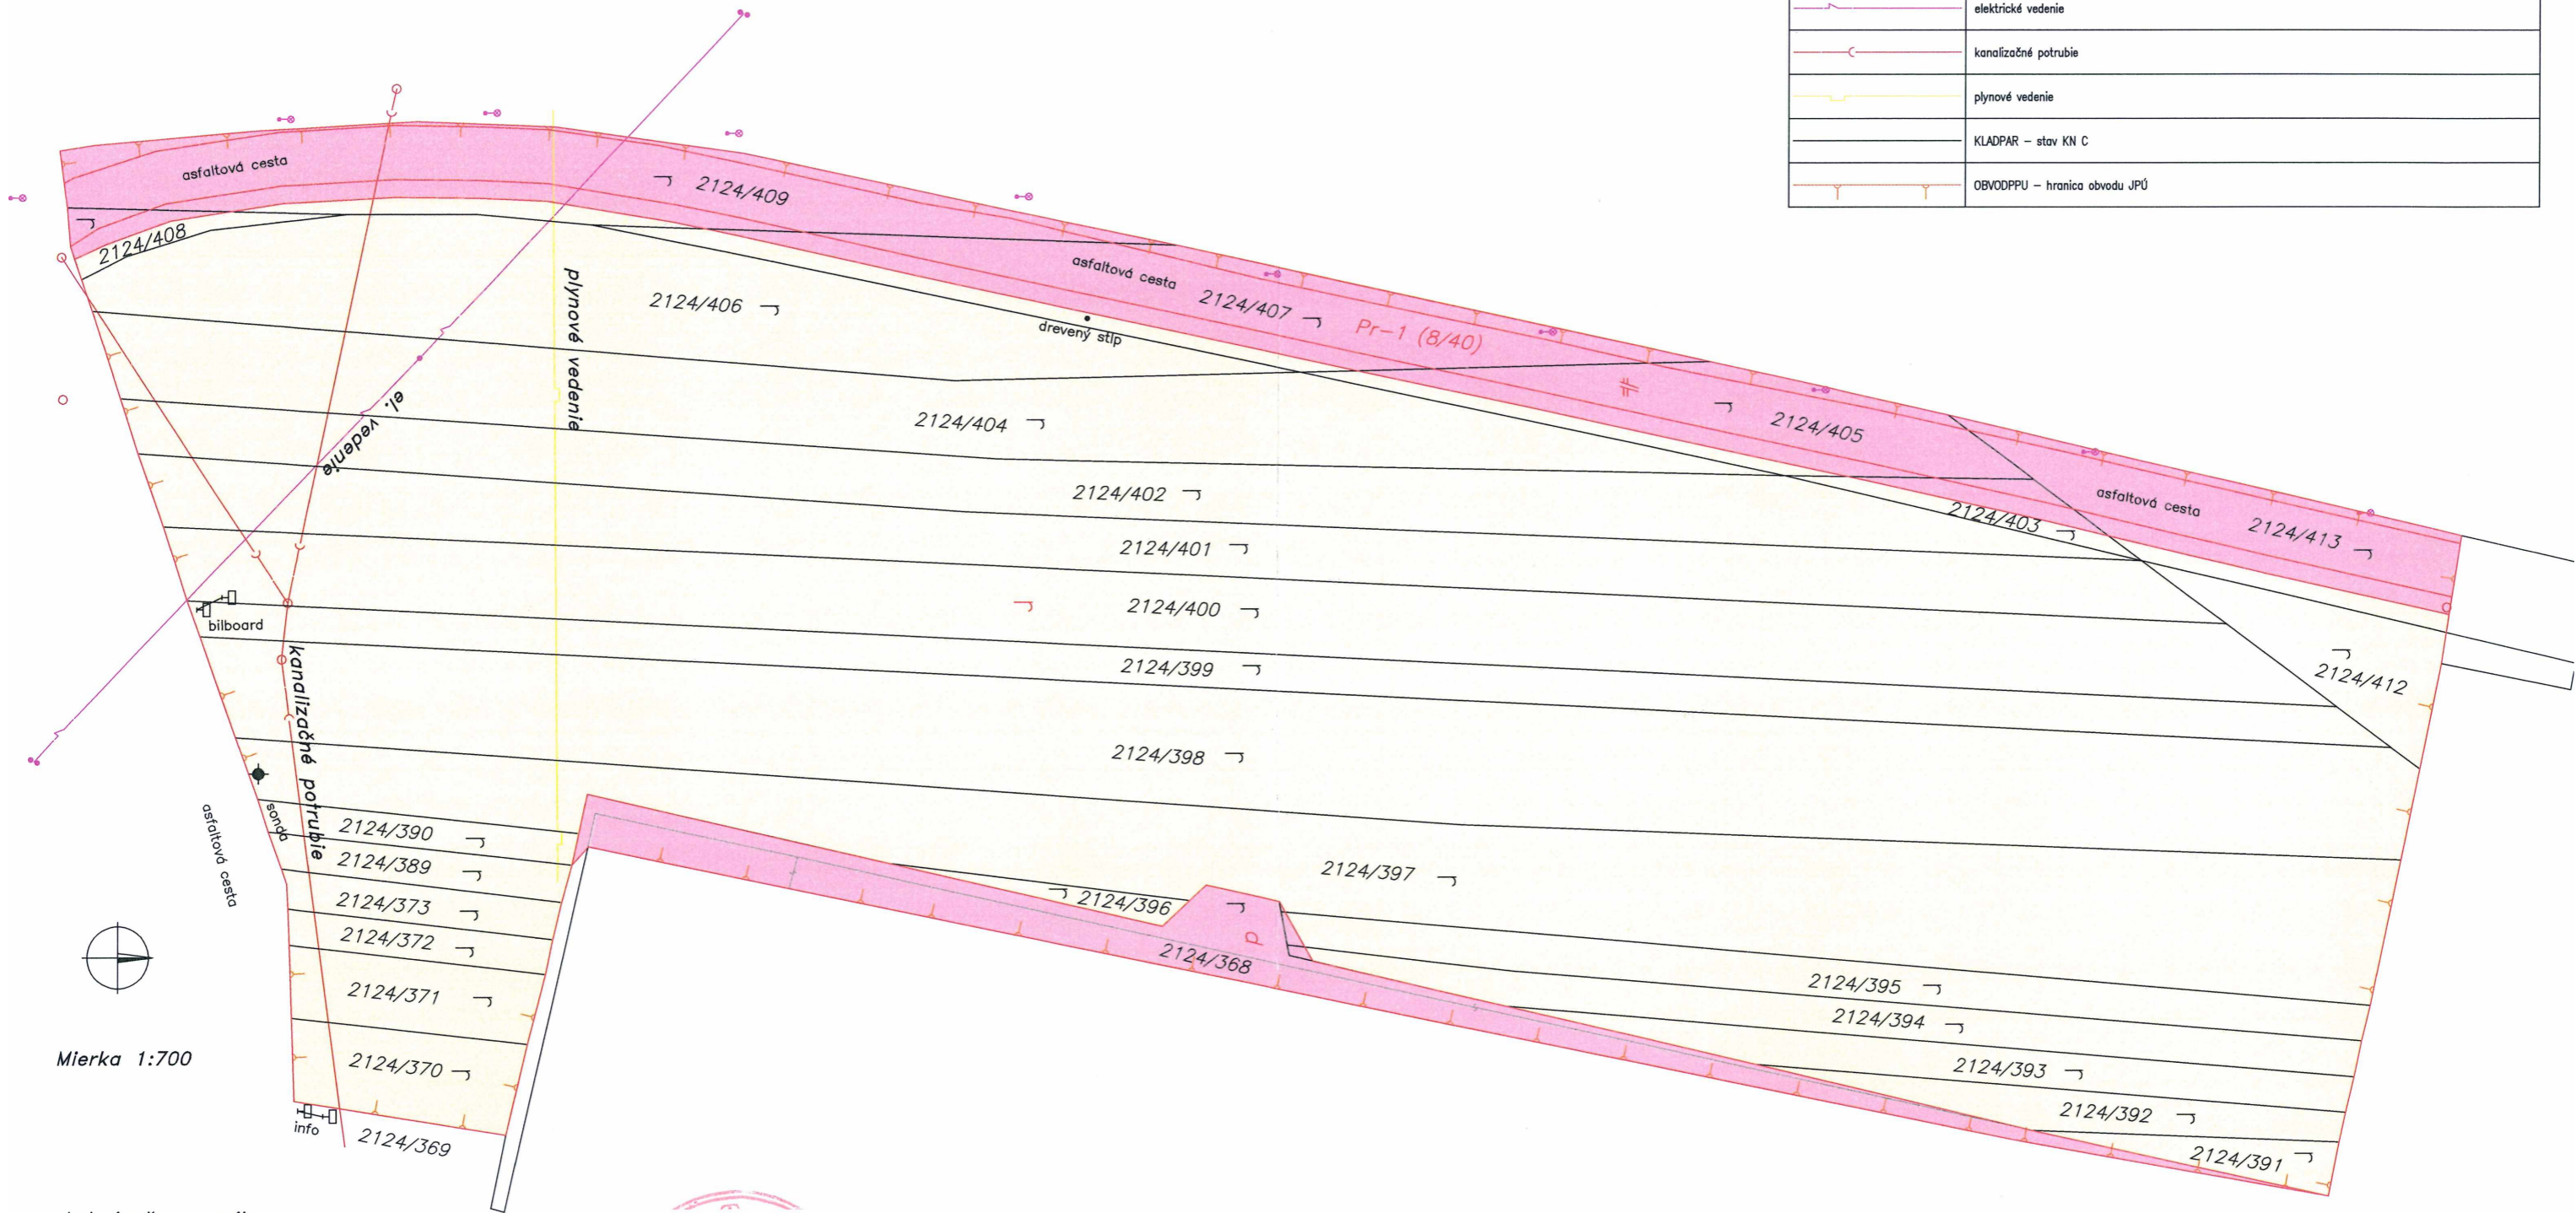 elektrické vedenie
kanalizačné potrubie
plynové vedenie
KLADPAR – stav KN C
OBVODPPU – hranica obvodu JPÚ
asfaltová cesta
2124/409
2124/408
asfaltová cesta
2124/407
Pr–1 (8/40)
plynové vedenie
2124/406
drevený stĺp
el. vedenie
2124/404
2124/405
asfaltová cesta
2124/413
2124/402
2124/403
2124/401
2124/400
bilboard
2124/399
2124/412
kanalizačné potrubie
2124/398
sonda
asfaltová cesta
2124/390
2124/389
2124/397
2124/373
2124/396
2124/372
2124/368
2124/371
2124/395
2124/394
Mierka 1:700
2124/370
2124/393
2124/392
info
2124/369
2124/391